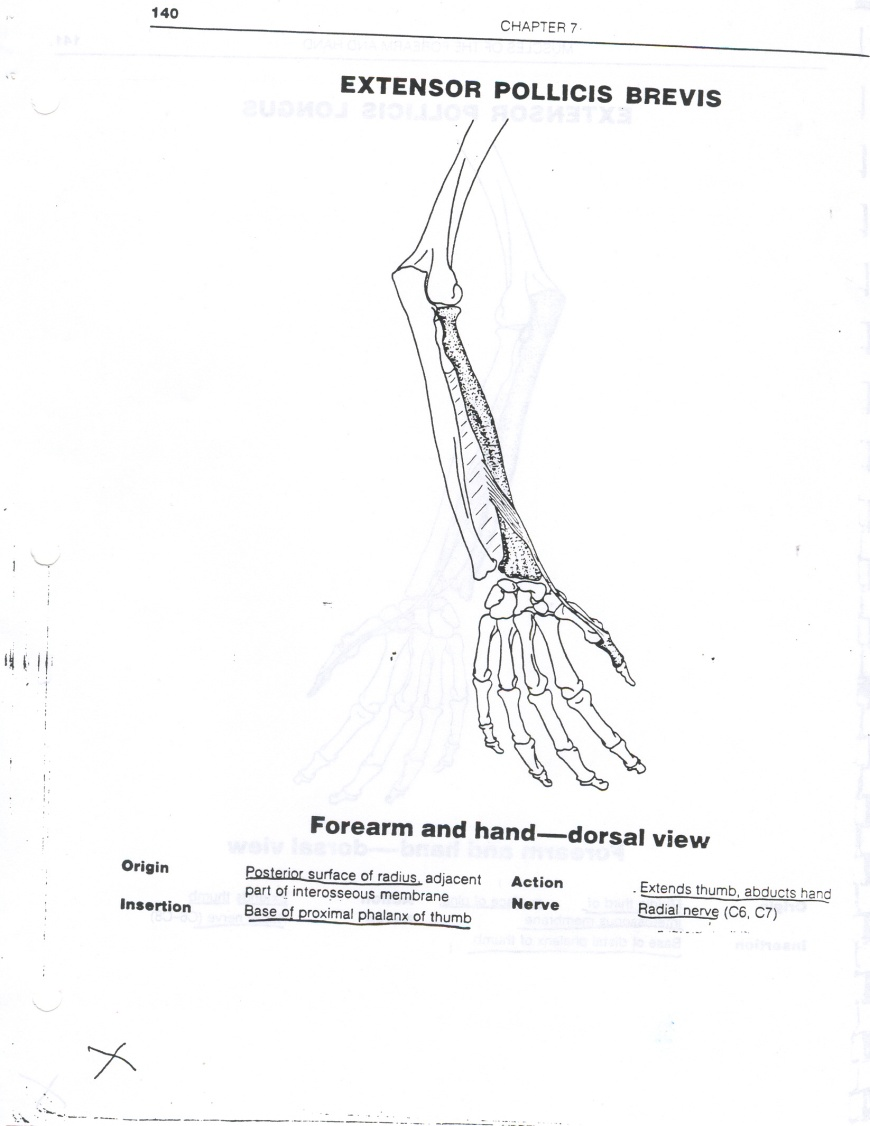 140
CHAPTER 7
EXTENSOR POLLICIS BREVIS
Forearm and hand—dorsal view
Origin
Posterior surface of radius, adjacent
part of interosseous membrane
Insertion
Base of proximal phalanx of thumb
Action
Extends thumb, abducts hand
Nerve
Radial nerve (C6, C7)